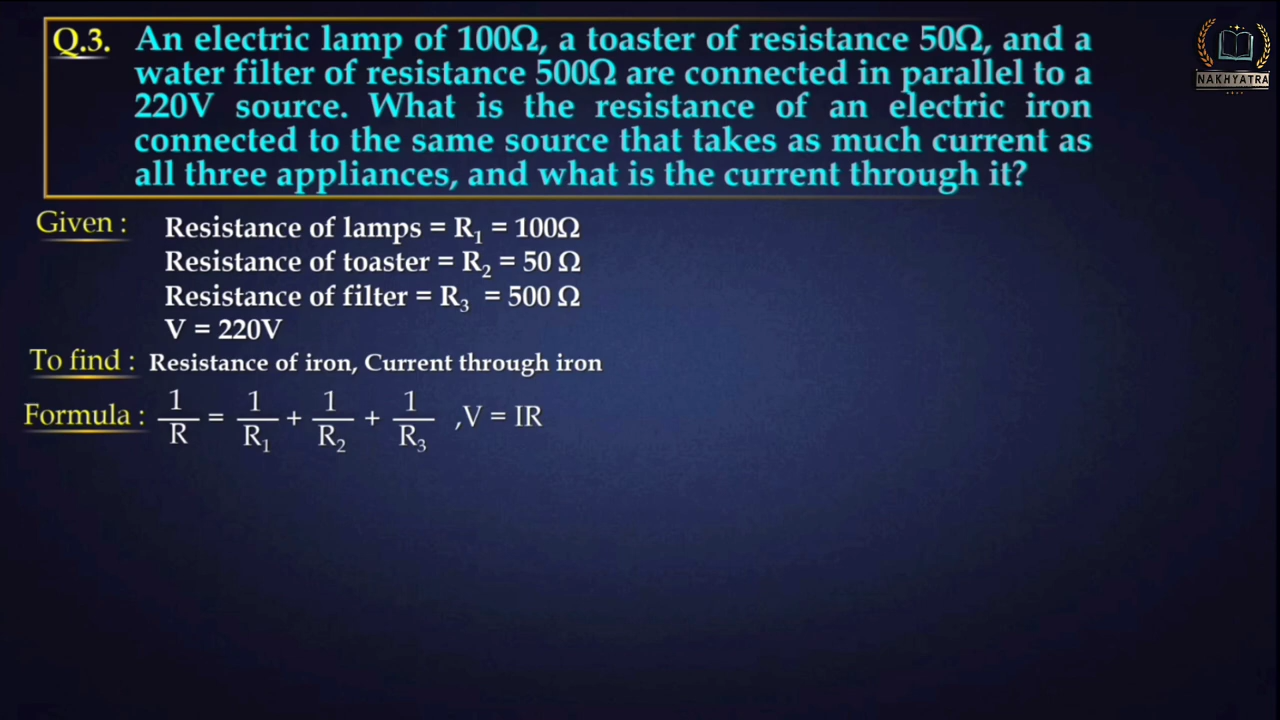 Q.3. An electric lamp of 100Ω, a toaster of resistance 50Ω, and a
water filter of resistance 500Ω are connected in parallel to a
220V source. What is the resistance of an electric iron
connected to the same source that takes as much current as
all three appliances, and what is the current through it?
NAKHYATRA
Given : Resistance of lamps = R₁ = 100Ω
Resistance of toaster = R₂ = 50 Ω
Resistance of filter = R₃ = 500 Ω
V = 220V
To find : Resistance of iron, Current through iron
Formula : 1/R = 1/R₁ + 1/R₂ + 1/R₃ ,V = IR